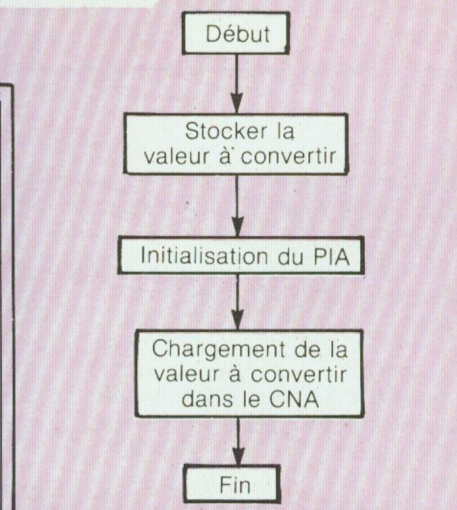 Début
Stocker la
valeur à convertir
Initialisation du PIA
Chargement de la
valeur à convertir
dans le CNA
Fin